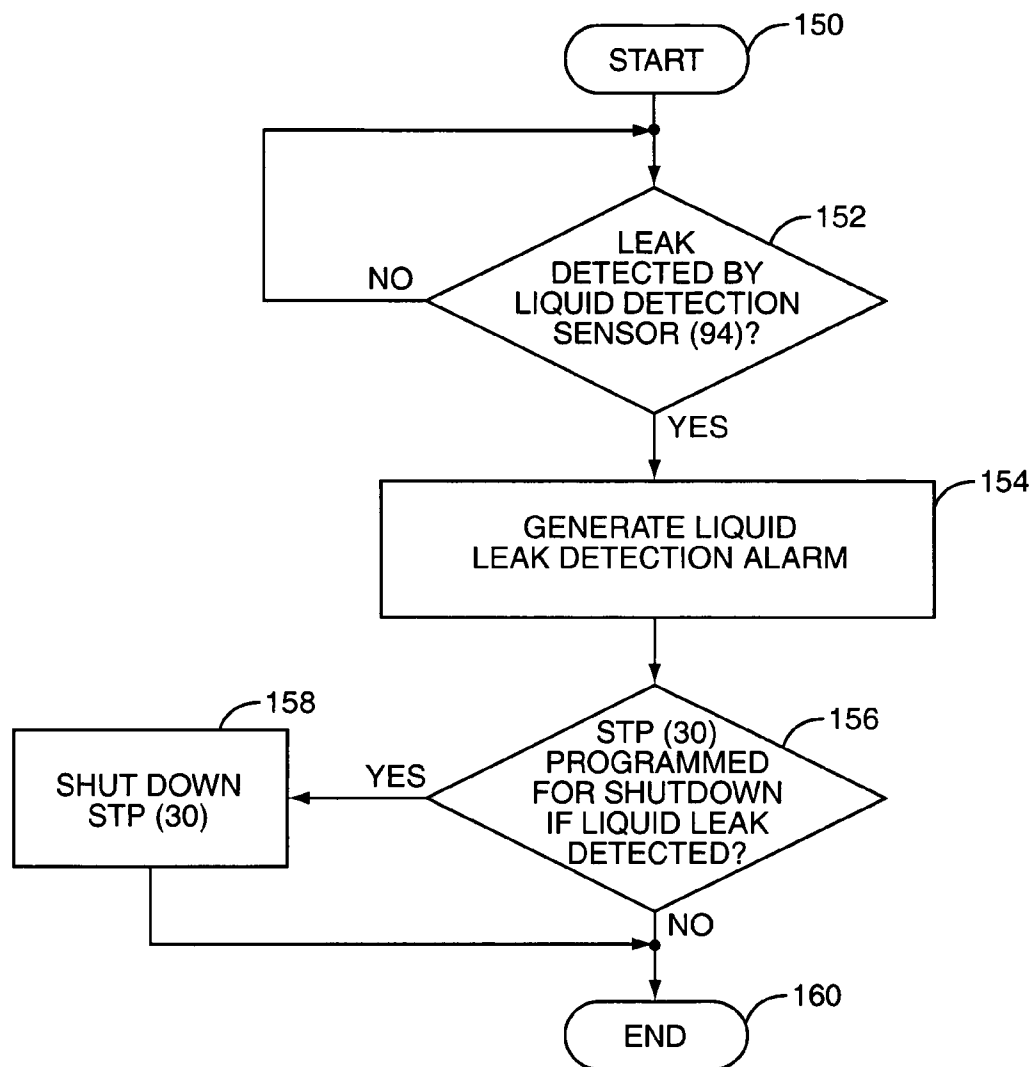 150
START
152
LEAK
DETECTED BY
LIQUID DETECTION
SENSOR (94)?
NO
YES
154
GENERATE LIQUID
LEAK DETECTION ALARM
158
156
STP (30)
PROGRAMMED
FOR SHUTDOWN
IF LIQUID LEAK
DETECTED?
YES
SHUT DOWN
STP (30)
NO
160
END